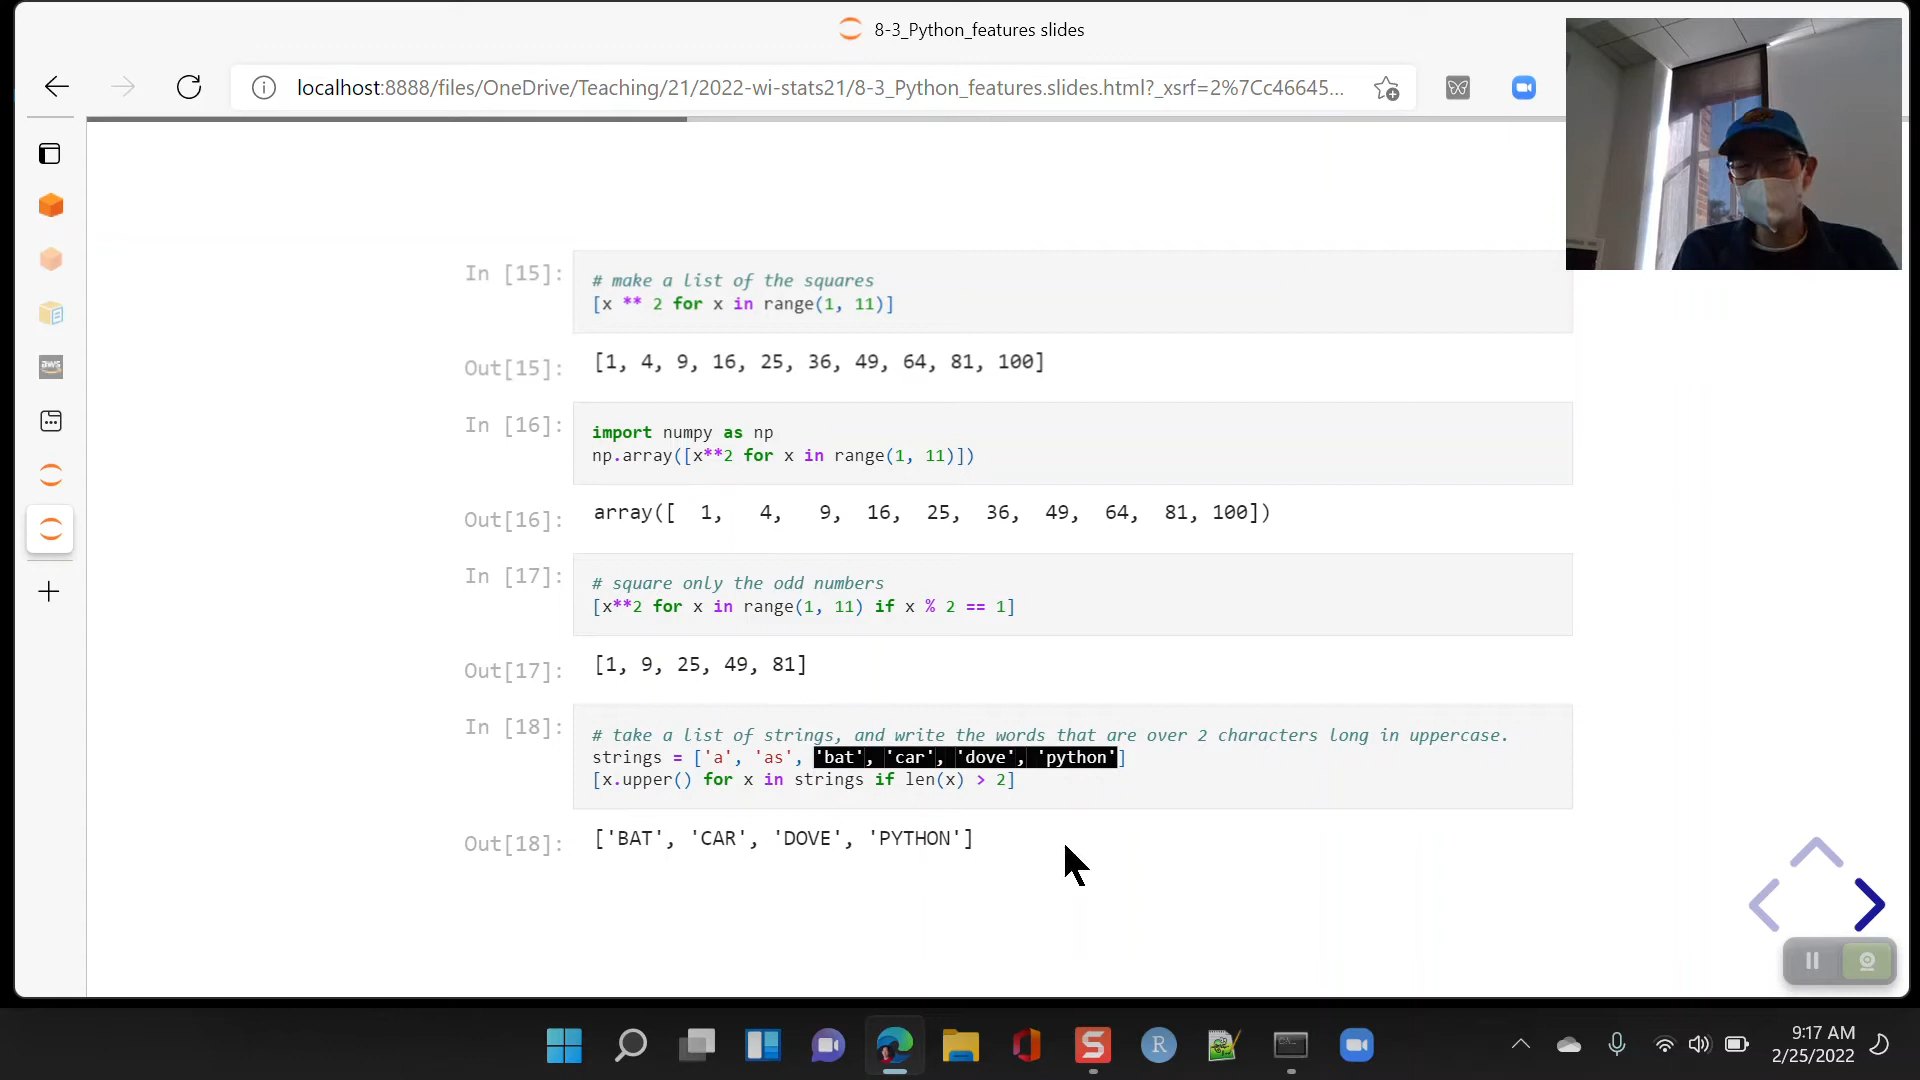 8-3_Python_features slides
localhost:8888/files/OneDrive/Teaching/21/2022-wi-stats21/8-3_Python_features.slides.html?_xsrf=2%7Cc46645...
aws
In [15]:
# make a list of the squares
[x ** 2 for x in range(1, 11)]
Out[15]:
[1, 4, 9, 16, 25, 36, 49, 64, 81, 100]
In [16]:
import numpy as np
np.array([x**2 for x in range(1, 11)])
Out[16]:
array([  1,   4,   9,  16,  25,  36,  49,  64,  81, 100])
In [17]:
# square only the odd numbers
[x**2 for x in range(1, 11) if x % 2 == 1]
Out[17]:
[1, 9, 25, 49, 81]
In [18]:
# take a list of strings, and write the words that are over 2 characters long in uppercase.
strings = ['a', 'as', 'bat', 'car', 'dove', 'python']
[x.upper() for x in strings if len(x) > 2]
Out[18]:
['BAT', 'CAR', 'DOVE', 'PYTHON']
S
R
9:17 AM
2/25/2022